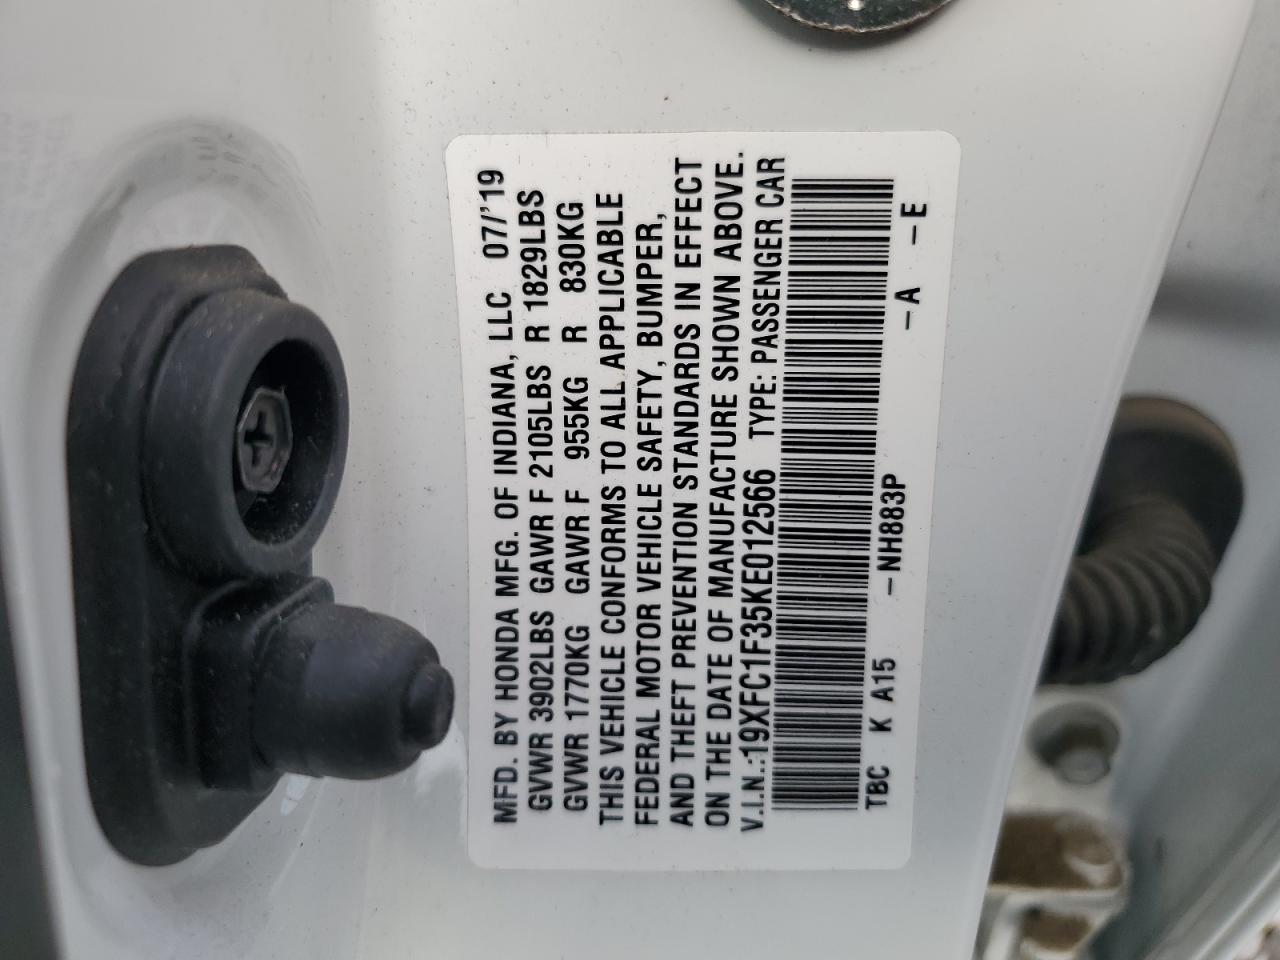 MFD. BY HONDA MFG. OF INDIANA, LLC 07/'19
GVWR 3902LBS GAWR F 2105LBS R 1829LBS
GVWR 1770KG GAWR F 955KG R 830KG
THIS VEHICLE CONFORMS TO ALL APPLICABLE
FEDERAL MOTOR VEHICLE SAFETY, BUMPER,
AND THEFT PREVENTION STANDARDS IN EFFECT
ON THE DATE OF MANUFACTURE SHOWN ABOVE.
V.I.N.:19XFC1F35KE012566 TYPE: PASSENGER CAR
TBC K A15 -NH883P -A -E